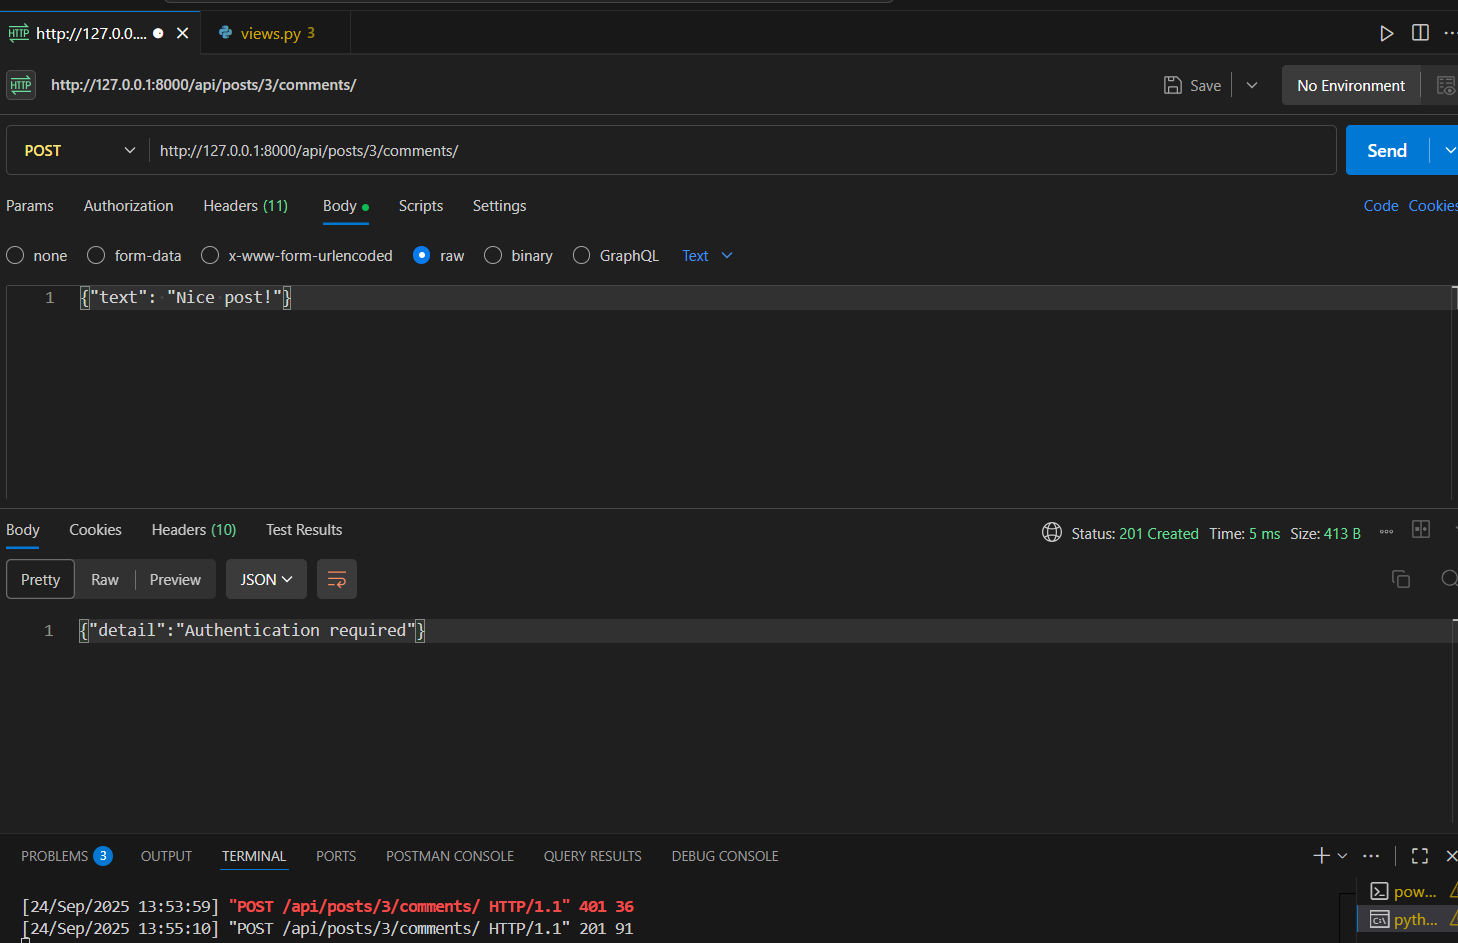 HTTP http://127.0.0.... views.py 3
HTTP http://127.0.0.1:8000/api/posts/3/comments/ Save No Environment
POST http://127.0.0.1:8000/api/posts/3/comments/ Send
Params Authorization Headers (11) Body Scripts Settings Code Cookies
none form-data x-www-form-urlencoded raw binary GraphQL Text
1 {"text": "Nice post!"}
Body Cookies Headers (10) Test Results Status: 201 Created Time: 5 ms Size: 413 B
Pretty Raw Preview JSON
1 {"detail":"Authentication required"}
PROBLEMS 3 OUTPUT TERMINAL PORTS POSTMAN CONSOLE QUERY RESULTS DEBUG CONSOLE
[24/Sep/2025 13:53:59] "POST /api/posts/3/comments/ HTTP/1.1" 401 36
[24/Sep/2025 13:55:10] "POST /api/posts/3/comments/ HTTP/1.1" 201 91
pow...
pyth...